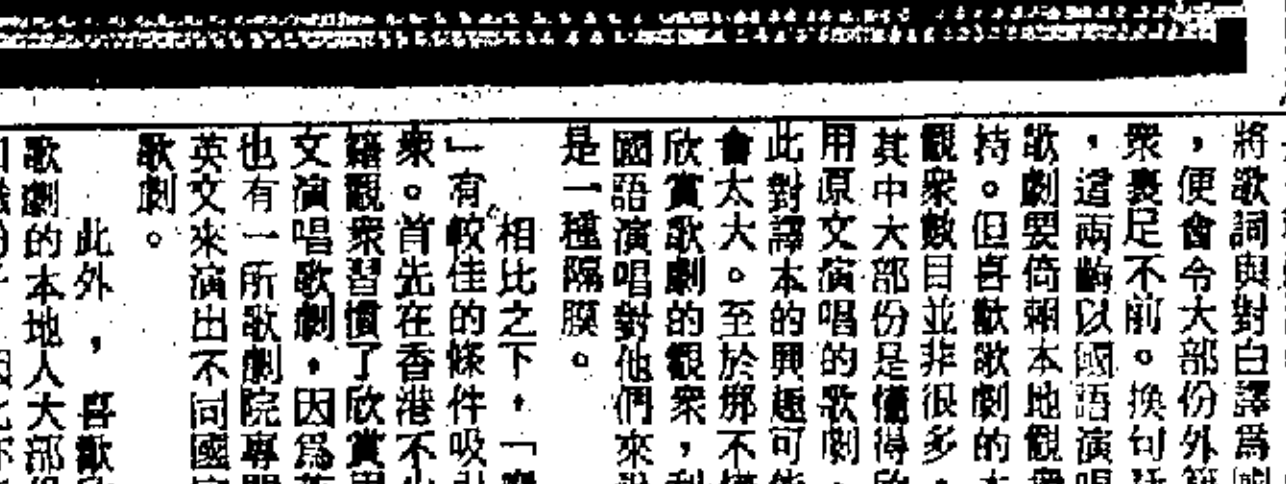 將歌詞與對白譯爲國
，便會令大部份外籍
衆裹足不前。換句話
，這兩齣以國語演唱
歌劇要倚賴本地觀衆
持。但喜歡歌劇的本
觀衆數目並非很多，
其中大部份是懂得欣
用原文演唱的歌劇，
此對譯本的興趣可能
會太大。至於那不懂
欣賞歌劇的觀衆，利
國語演唱對他們來說
是一種隔膜。
相比之下，「
」有較佳的條件吸引
衆。首先在香港不少
籍觀衆習慣了欣賞用
文演唱歌劇，因爲英
也有一所歌劇院專門
英文來演出不同國家
歌劇。
此外，喜歡欣
歌劇的本地人大部份